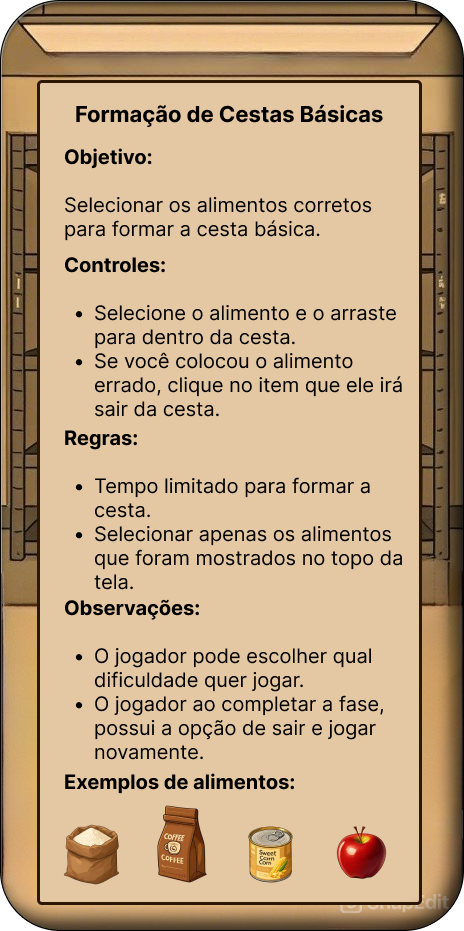 Formação de Cestas Básicas
Objetivo:
Selecionar os alimentos corretos
para formar a cesta básica.
Controles:
• Selecione o alimento e o arraste
para dentro da cesta.
• Se você colocou o alimento
errado, clique no item que ele irá
sair da cesta.
Regras:
• Tempo limitado para formar a
cesta.
• Selecionar apenas os alimentos
que foram mostrados no topo da
tela.
Observações:
• O jogador pode escolher qual
dificuldade quer jogar.
• O jogador ao completar a fase,
possui a opção de sair e jogar
novamente.
Exemplos de alimentos:
COFFEE
COFFEE
Sweet
Corn
Corn
SnapEdit